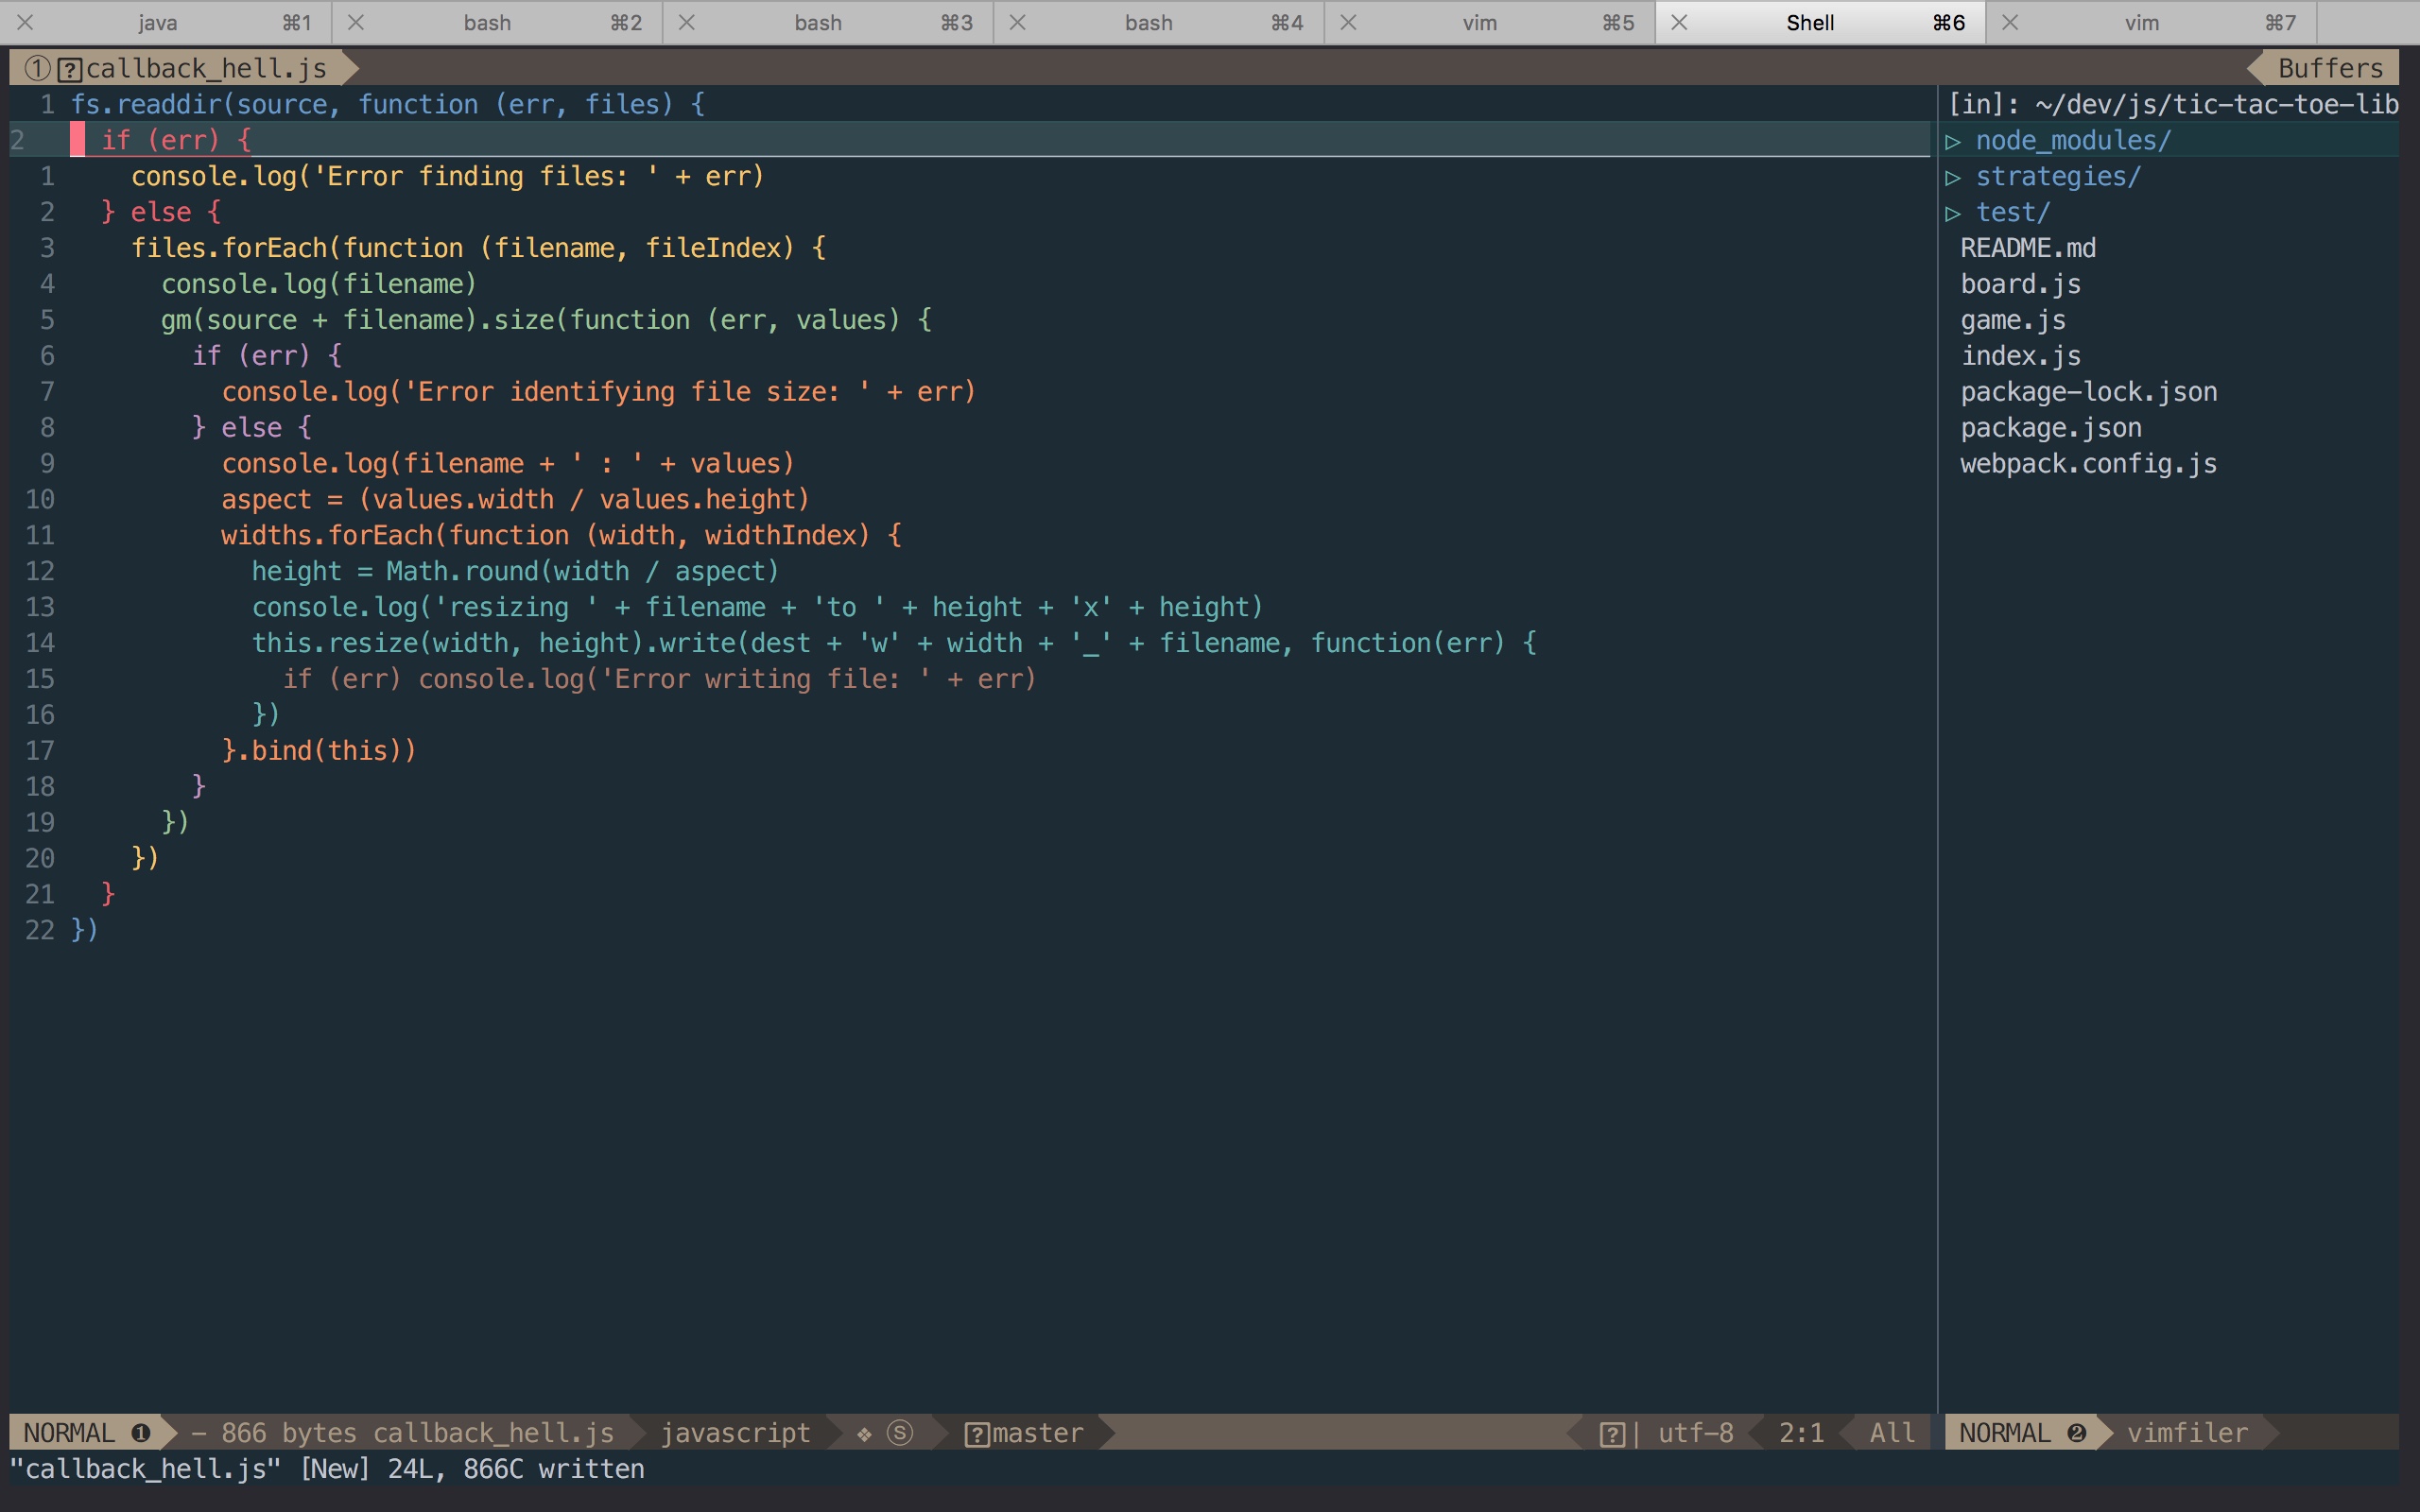 java ⌘1 bash ⌘2 bash ⌘3 bash ⌘4 vim ⌘5 Shell ⌘6 vim ⌘7
① callback_hell.js
Buffers
1 fs.readdir(source, function (err, files) {
2   if (err) {
1     console.log('Error finding files: ' + err)
2   } else {
3     files.forEach(function (filename, fileIndex) {
4       console.log(filename)
5       gm(source + filename).size(function (err, values) {
6         if (err) {
7           console.log('Error identifying file size: ' + err)
8         } else {
9           console.log(filename + ' : ' + values)
10           aspect = (values.width / values.height)
11           widths.forEach(function (width, widthIndex) {
12             height = Math.round(width / aspect)
13             console.log('resizing ' + filename + 'to ' + height + 'x' + height)
14             this.resize(width, height).write(dest + 'w' + width + '_' + filename, function(err) {
15               if (err) console.log('Error writing file: ' + err)
16             })
17           }.bind(this))
18         }
19       })
20     })
21   }
22 })
[in]: ~/dev/js/tic-tac-toe-lib
▷ node_modules/
▷ strategies/
▷ test/
README.md
board.js
game.js
index.js
package-lock.json
package.json
webpack.config.js
NORMAL ❶ – 866 bytes callback_hell.js javascript ❖ Ⓢ master | utf-8 2:1 All
NORMAL ❷ vimfiler
"callback_hell.js" [New] 24L, 866C written